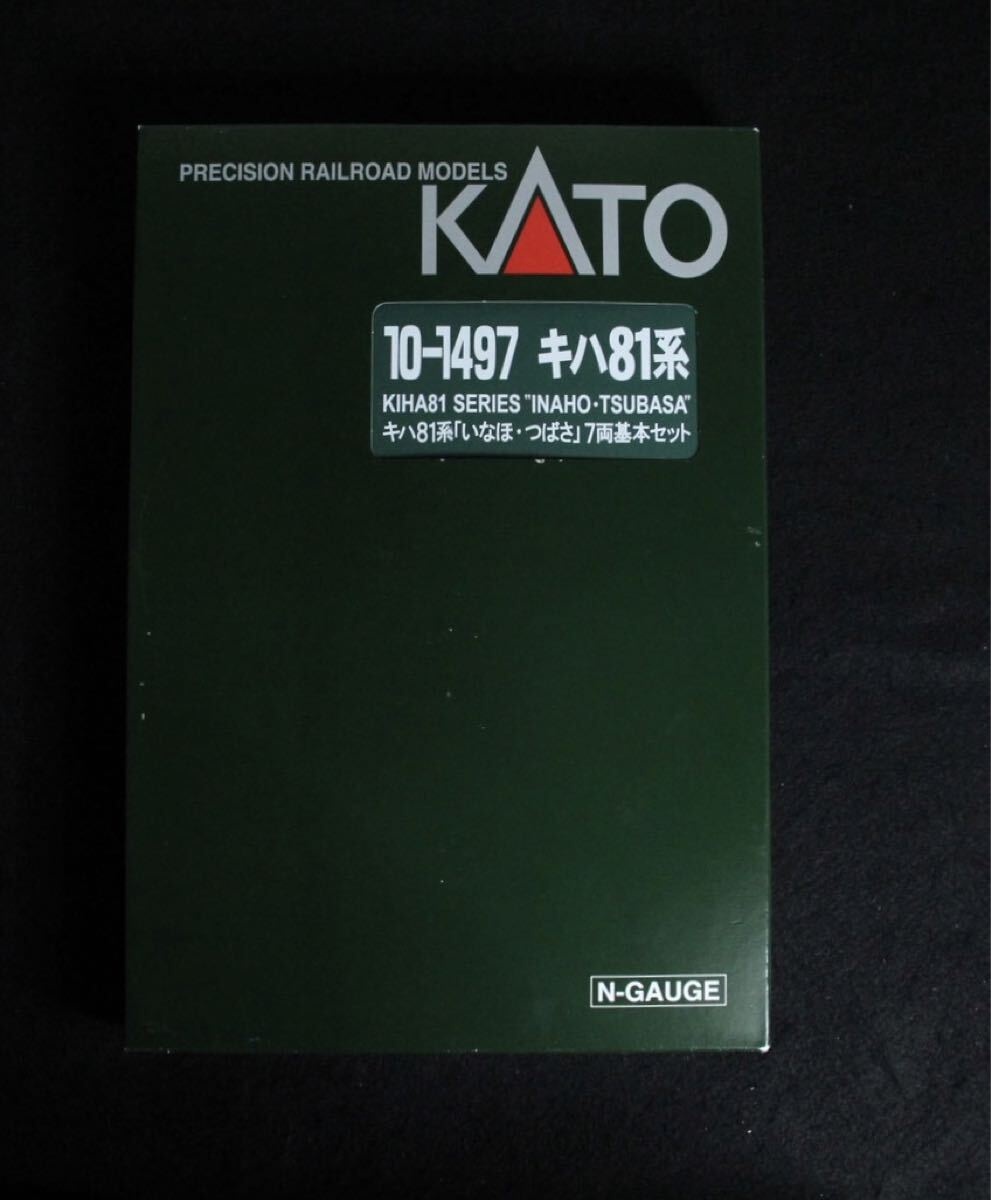 PRECISION RAILROAD MODELS
KATO
10-1497 キハ81系
KIHA81 SERIES "INAHO・TSUBASA"
キハ81系「いなほ・つばさ」7両基本セット
N-GAUGE